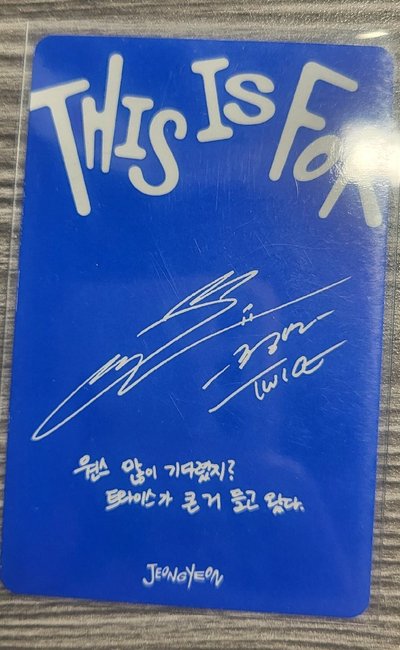 THIS IS FOR
TWICE
원스 많이 기다렸지?
트와이스가 큰 거 들고 왔다.
JEONGYEON